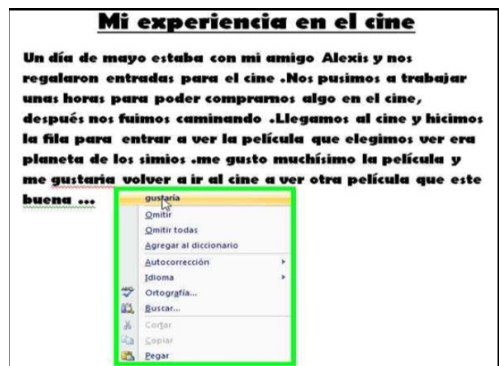 Mi experiencia en el cine
Un día de mayo estaba con mi amigo Alexis y nos
regalaron entradas para el cine .Nos pusimos a trabajar
unas horas para poder comprarnos algo en el cine,
después nos fuimos caminando .Llegamos al cine y hicimos
la fila para entrar a ver la película que elegimos ver era
planeta de los simios .me gusto muchísimo la película y
me gustaria volver a ir al cine a ver otra película que este
buena ...
gustaría
Omitir
Omitir todas
Agregar al diccionario
Autocorrección
Idioma
Ortografía...
Buscar...
Cortar
Copiar
Pegar